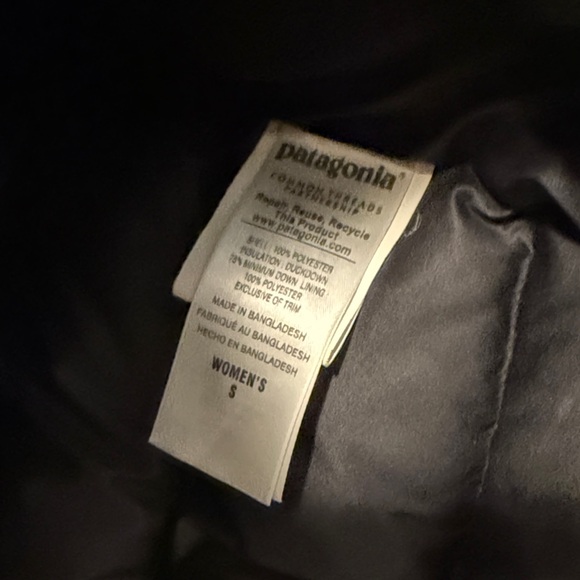 patagonia®
COMMON THREADS
PARTNERSHIP
Repair, Reuse, Recycle
This Product
www.patagonia.com
SHELL: 100% POLYESTER
INSULATION: DUCKDOWN
75% MINIMUM DOWN LINING:
100% POLYESTER
EXCLUSIVE OF TRIM
MADE IN BANGLADESH
FABRIQUÉ AU BANGLADESH
HECHO EN BANGLADESH
WOMEN'S
S